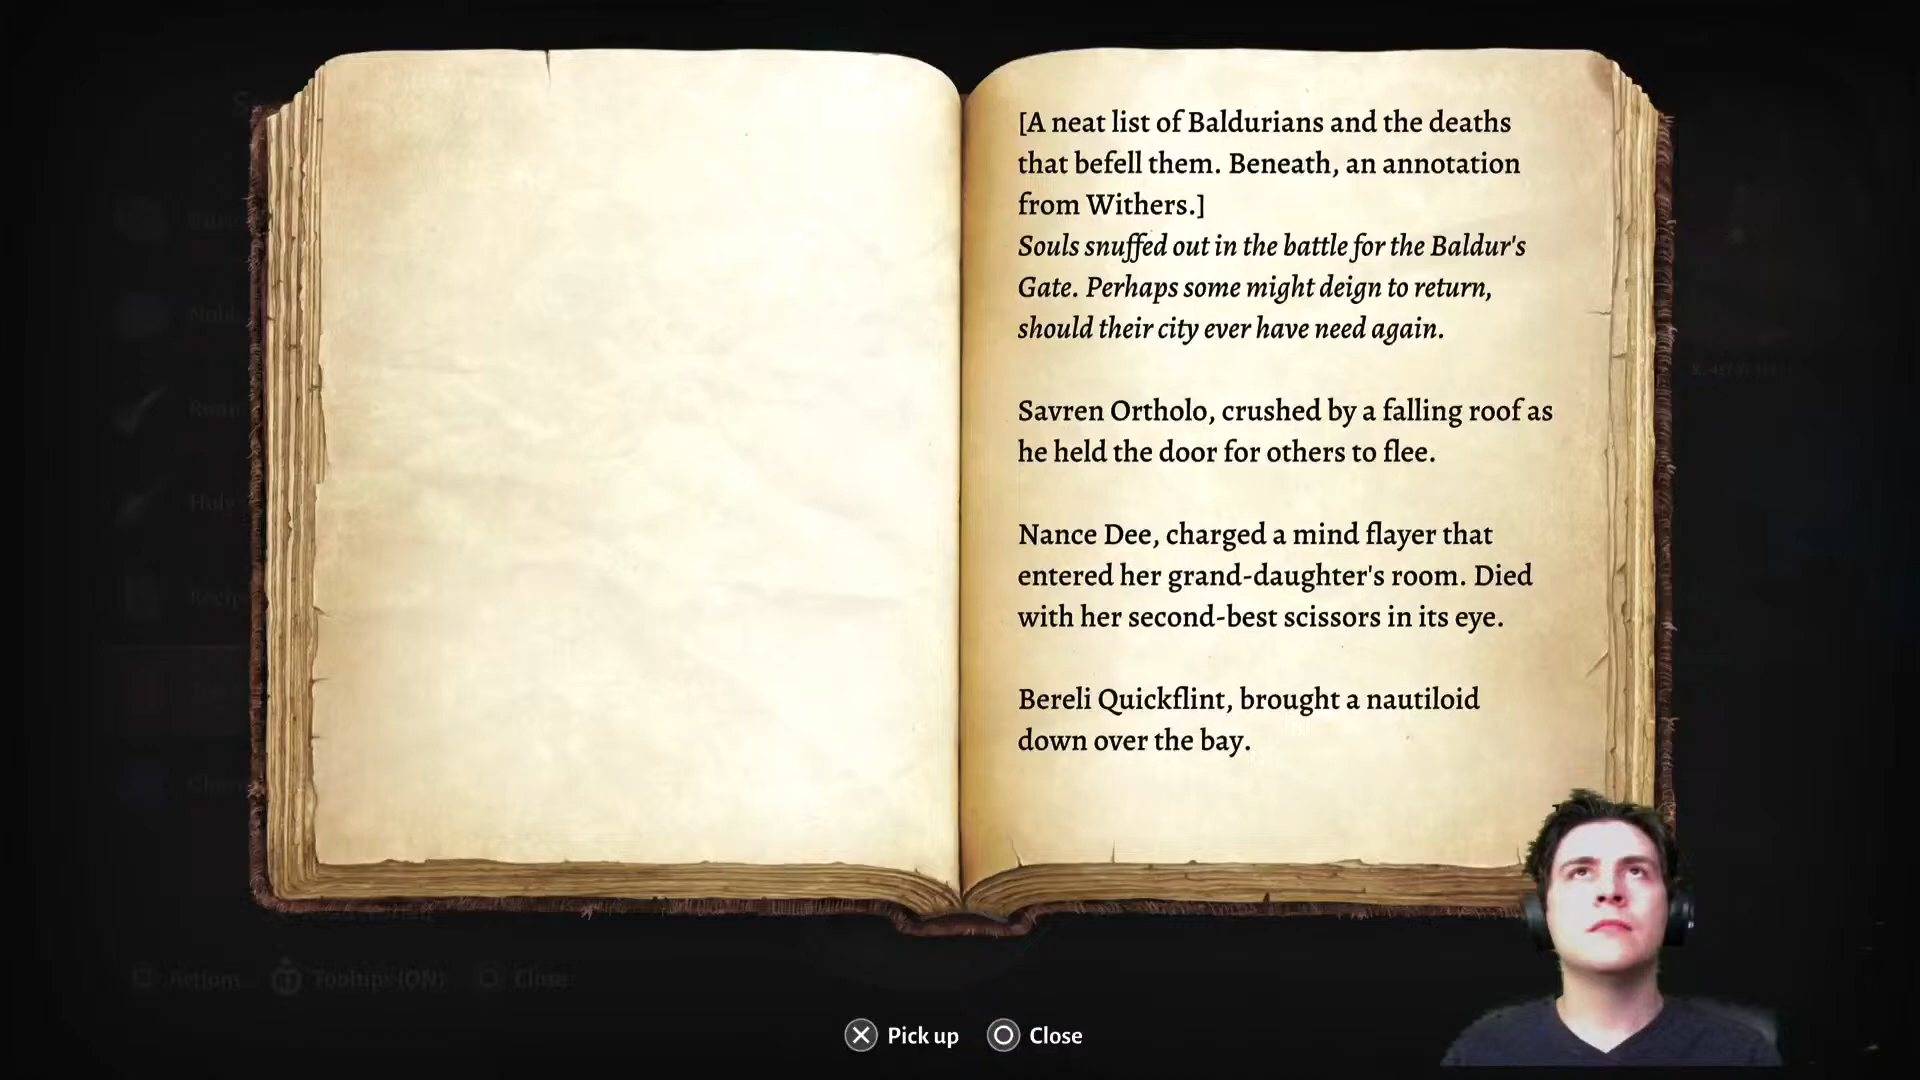 [A neat list of Baldurians and the deaths
that befell them. Beneath, an annotation
from Withers.]
Souls snuffed out in the battle for the Baldur's
Gate. Perhaps some might deign to return,
should their city ever have need again.
Savren Ortholo, crushed by a falling roof as
he held the door for others to flee.
Nance Dee, charged a mind flayer that
entered her grand-daughter's room. Died
with her second-best scissors in its eye.
Bereli Quickflint, brought a nautiloid
down over the bay.
Actions Tooltips (ON) Close
Pick up Close